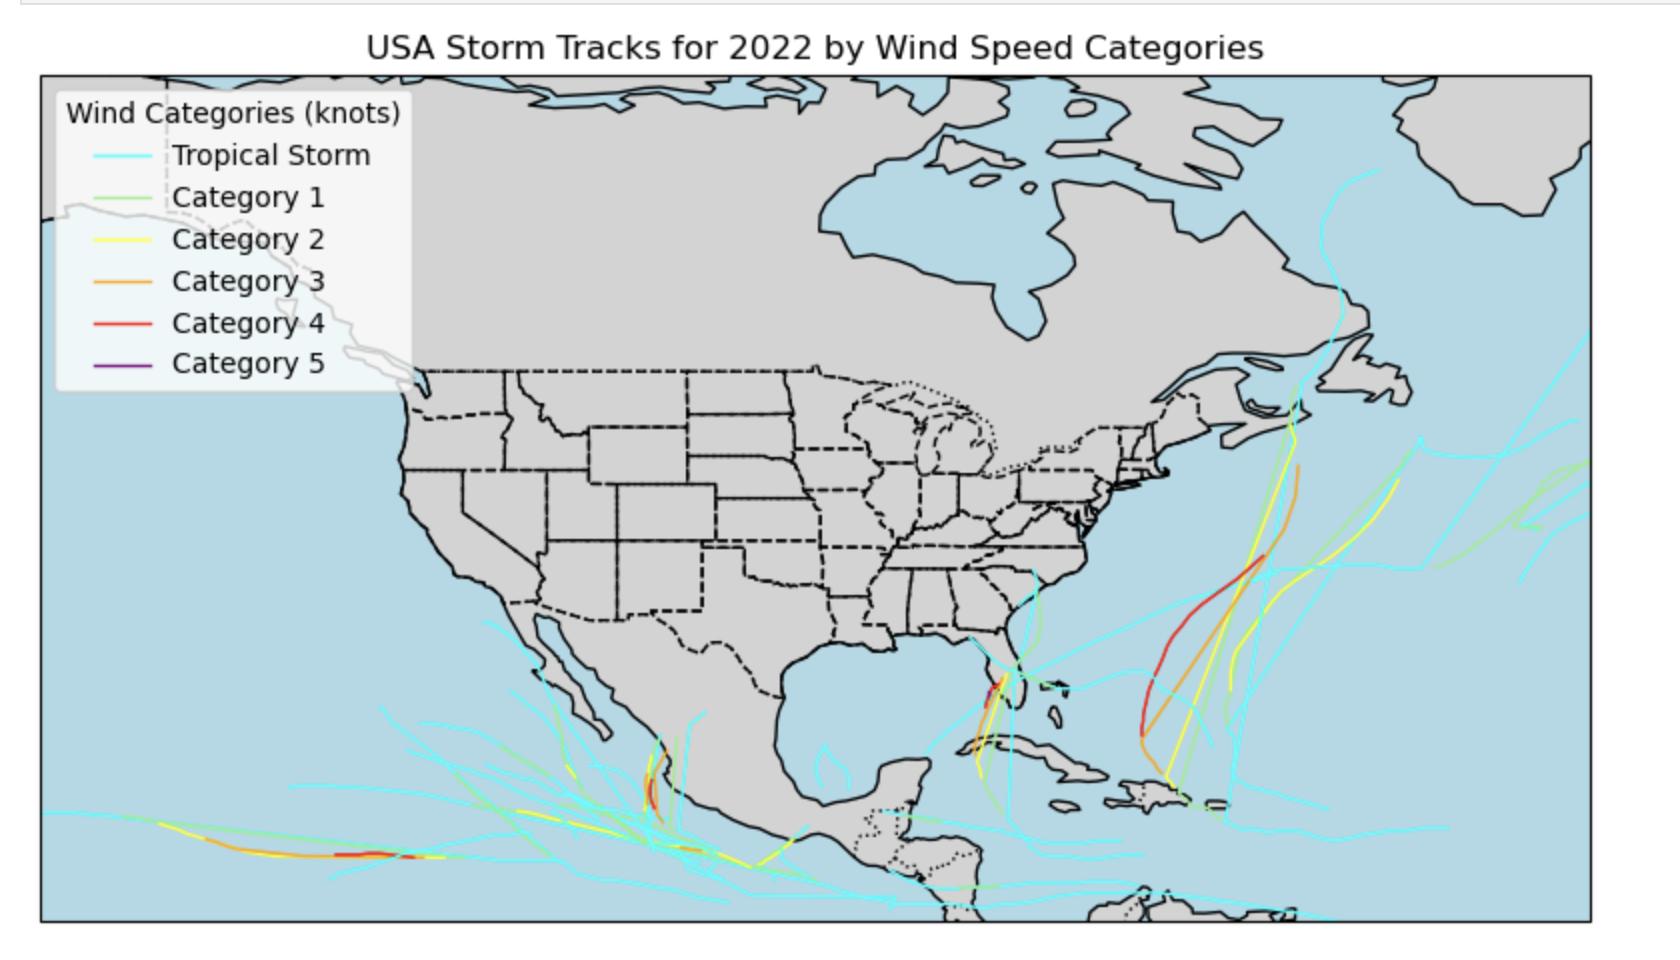 USA Storm Tracks for 2022 by Wind Speed Categories
Wind Categories (knots)
Tropical Storm
Category 1
Category 2
Category 3
Category 4
Category 5